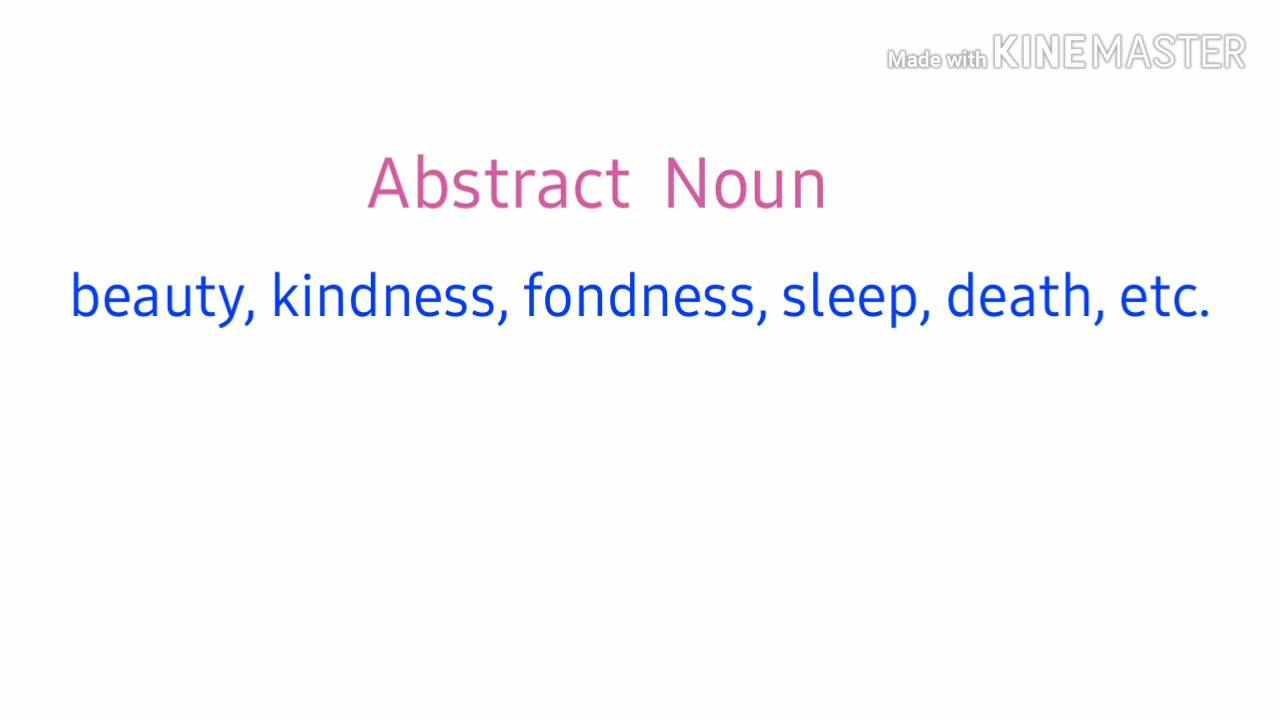 Made with KINEMASTER
Abstract Noun
beauty, kindness, fondness, sleep, death, etc.